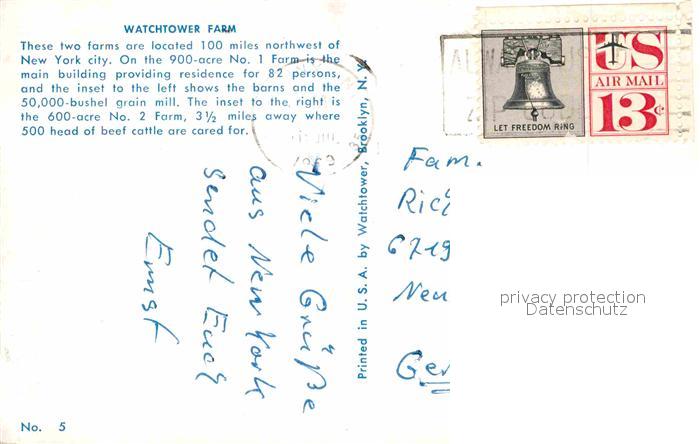 WATCHTOWER FARM
These two farms are located 100 miles northwest of
New York city. On the 900-acre No. 1 Farm is the
main building providing residence for 82 persons,
and the inset to the left shows the barns and the
50,000-bushel grain mill. The inset to the right is
the 600-acre No. 2 Farm, 3½ miles away where
500 head of beef cattle are cared for.
Viele Grüße
aus New York
sendet Euch
Ernst
No. 5
Printed in U.S.A. by Watchtower, Brooklyn, N.Y.
LET FREEDOM RING
US
AIR MAIL
13c
Fam.
6719
Neu
Ger
privacy protection
Datenschutz